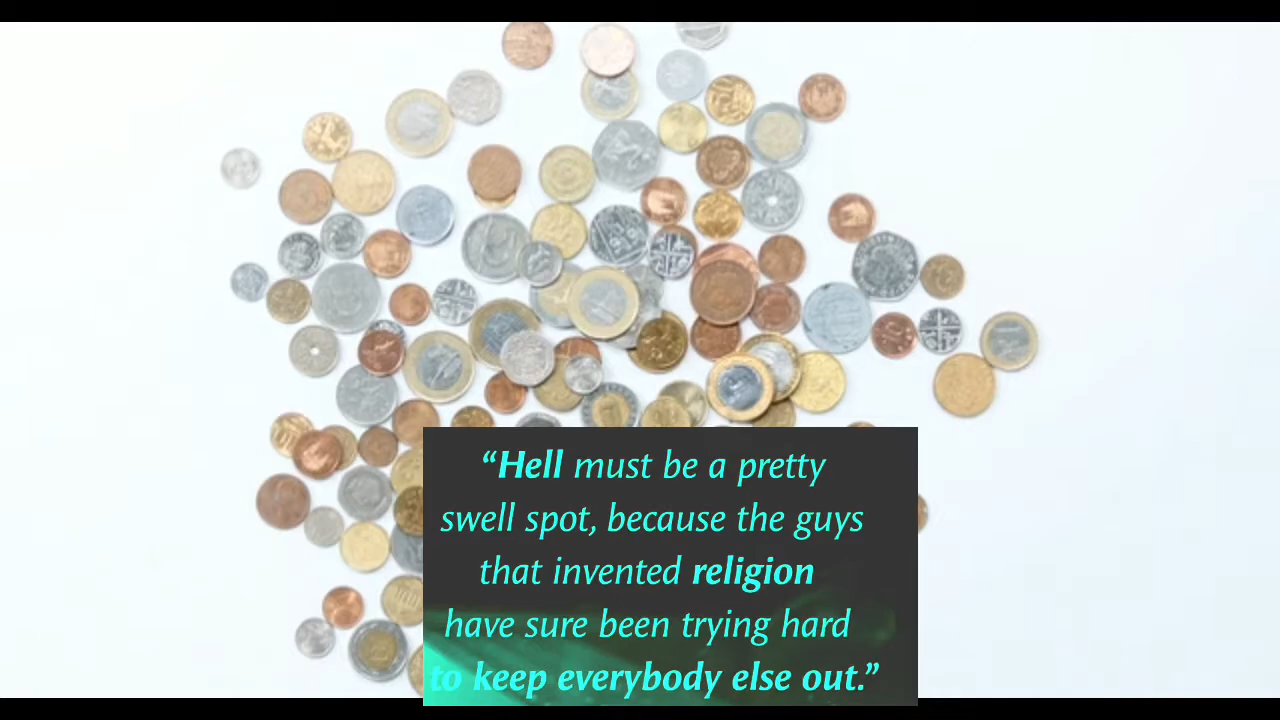 “Hell must be a pretty
swell spot, because the guys
that invented religion
have sure been trying hard
to keep everybody else out.”